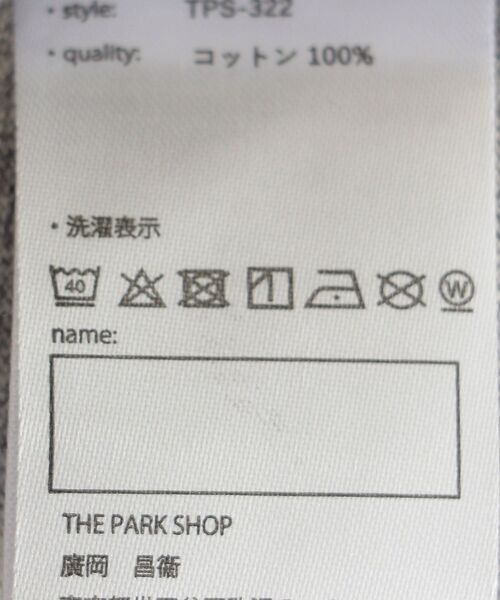 ・style: TPS-322
・quality: コットン 100%
・洗濯表示
40 W
name:
THE PARK SHOP
廣岡 昌衞